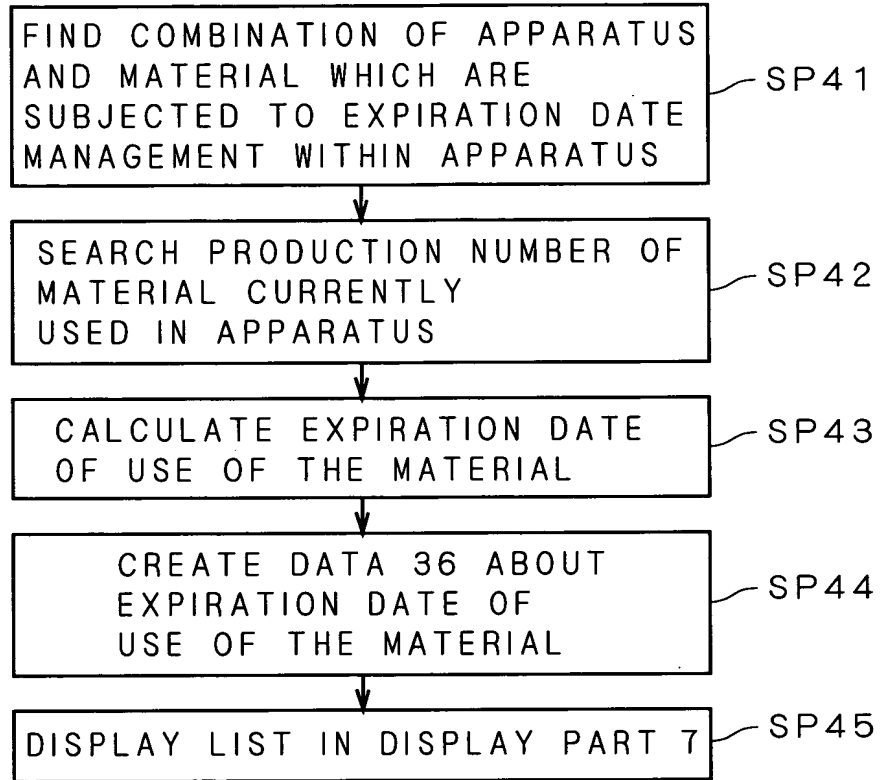 FIND COMBINATION OF APPARATUS
AND MATERIAL WHICH ARE
SUBJECTED TO EXPIRATION DATE
MANAGEMENT WITHIN APPARATUS
SP41
SEARCH PRODUCTION NUMBER OF
MATERIAL CURRENTLY
USED IN APPARATUS
SP42
CALCULATE EXPIRATION DATE
OF USE OF THE MATERIAL
SP43
CREATE DATA 36 ABOUT
EXPIRATION DATE OF
USE OF THE MATERIAL
SP44
DISPLAY LIST IN DISPLAY PART 7
SP45